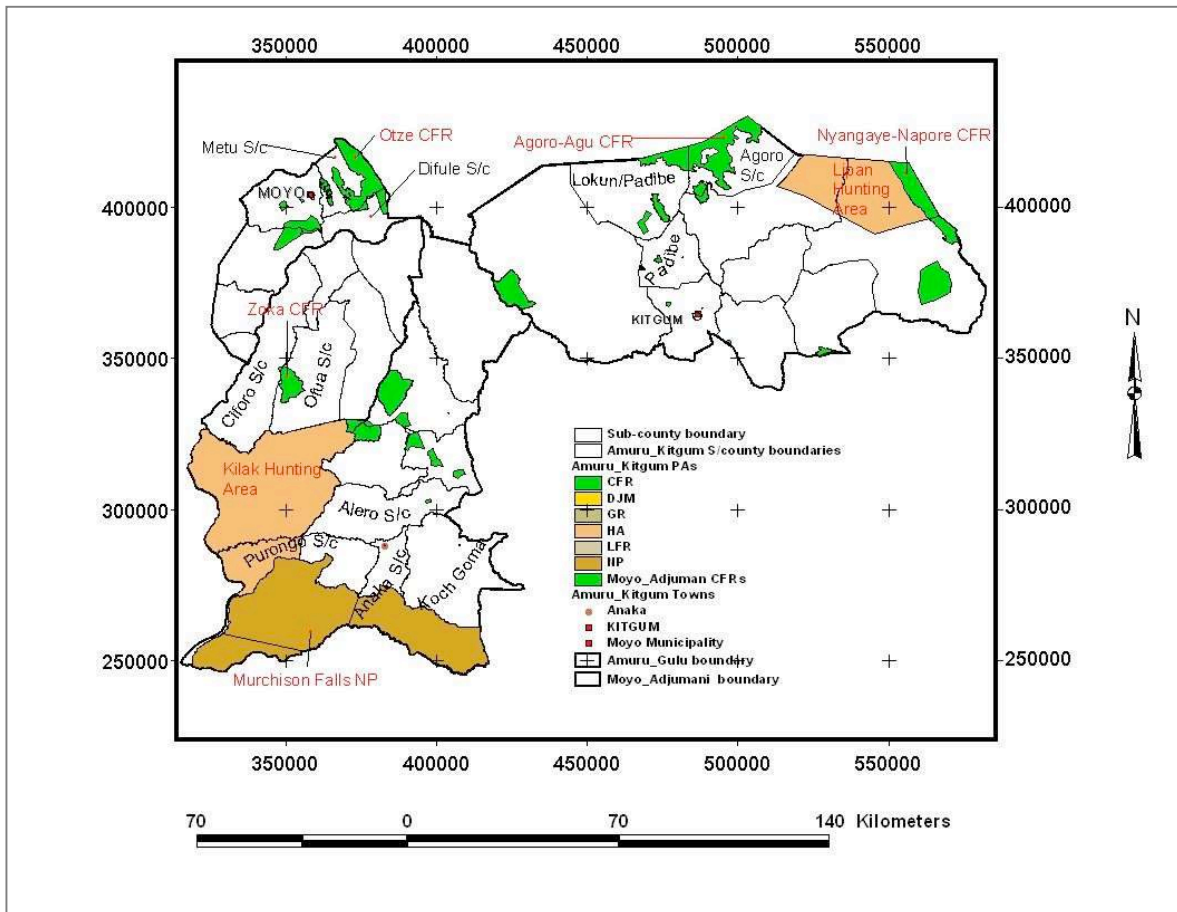 350000 400000 450000 500000 550000
Otze CFR
Agoro-Agu CFR
Nyangaye-Napore CFR
Metu S/c
Difule S/c
Agoro
S/c
Lipan
Hunting
Area
Lokun/Padibe
MOYO
400000
400000
Padibe
Zoka CFR
KITGUM
350000
350000
Ciforo S/c
Ofua S/c
Kilak Hunting
Area
Alero S/c
300000
300000
Purongo S/c
Anaka S/c
Koch Goma
250000
250000
Murchison Falls NP
Sub-county boundary
Amuru_Kitgum S/county boundaries
Amuru_Kitgum PAs
CFR
DJM
GR
HA
LFR
NP
Moyo_Adjuman CFRs
Amuru_Kitgum Towns
Anaka
KITGUM
Moyo Municipality
Amuru_Gulu boundary
Moyo_Adjumani boundary
N
350000 400000 450000 500000 550000
70 0 70 140 Kilometers